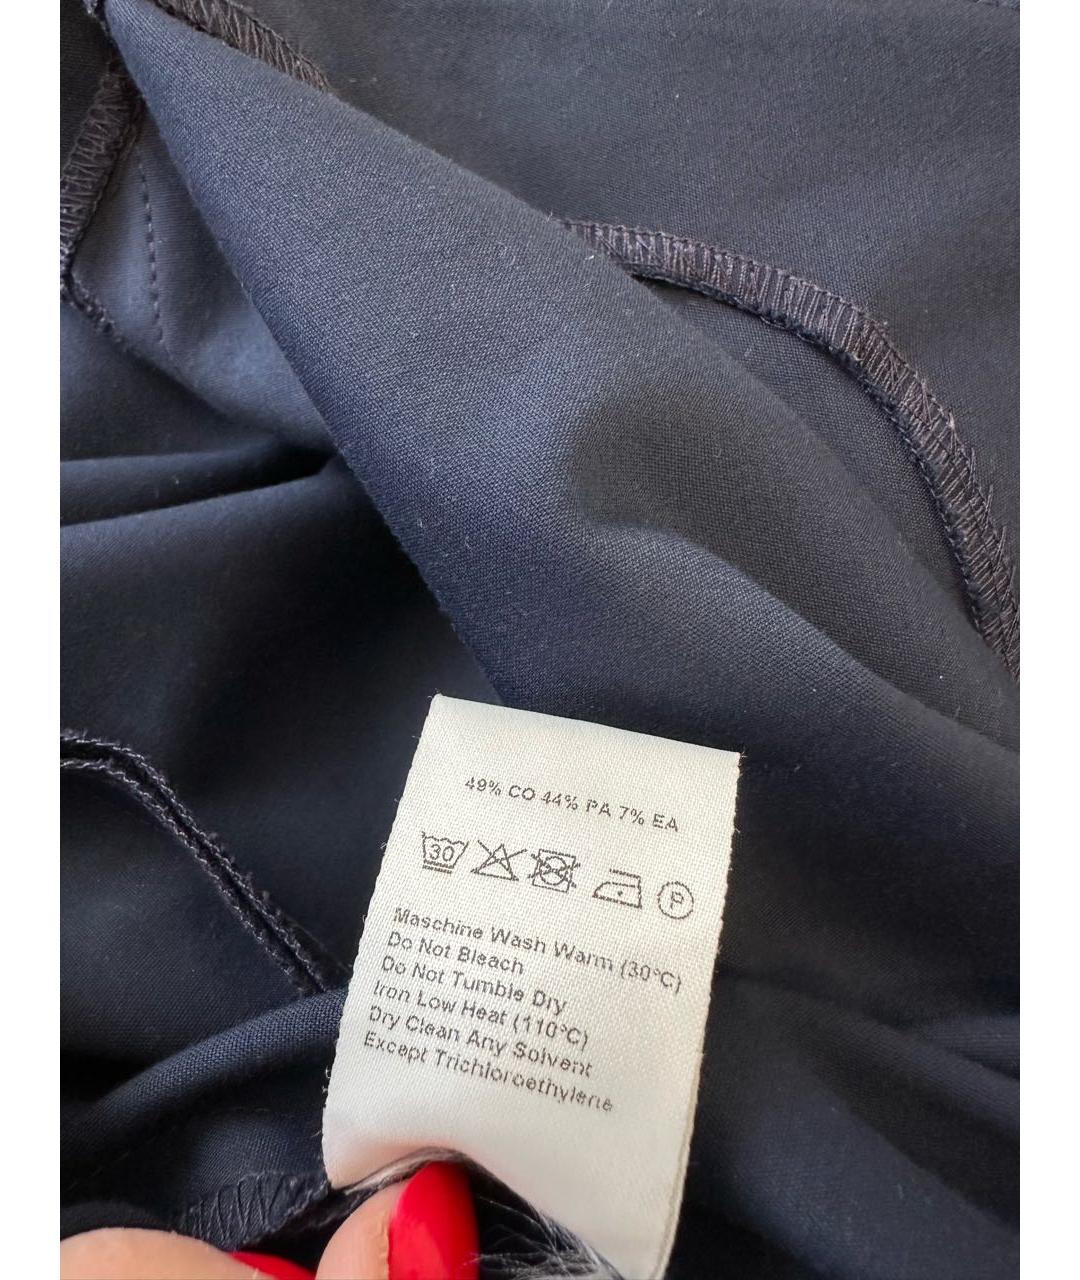 49% CO 44% PA 7% EA
30 P
Maschine Wash Warm (30°C)
Do Not Bleach
Do Not Tumble Dry
Iron Low Heat (110°C)
Dry Clean Any Solvent
Except Trichloroethylene